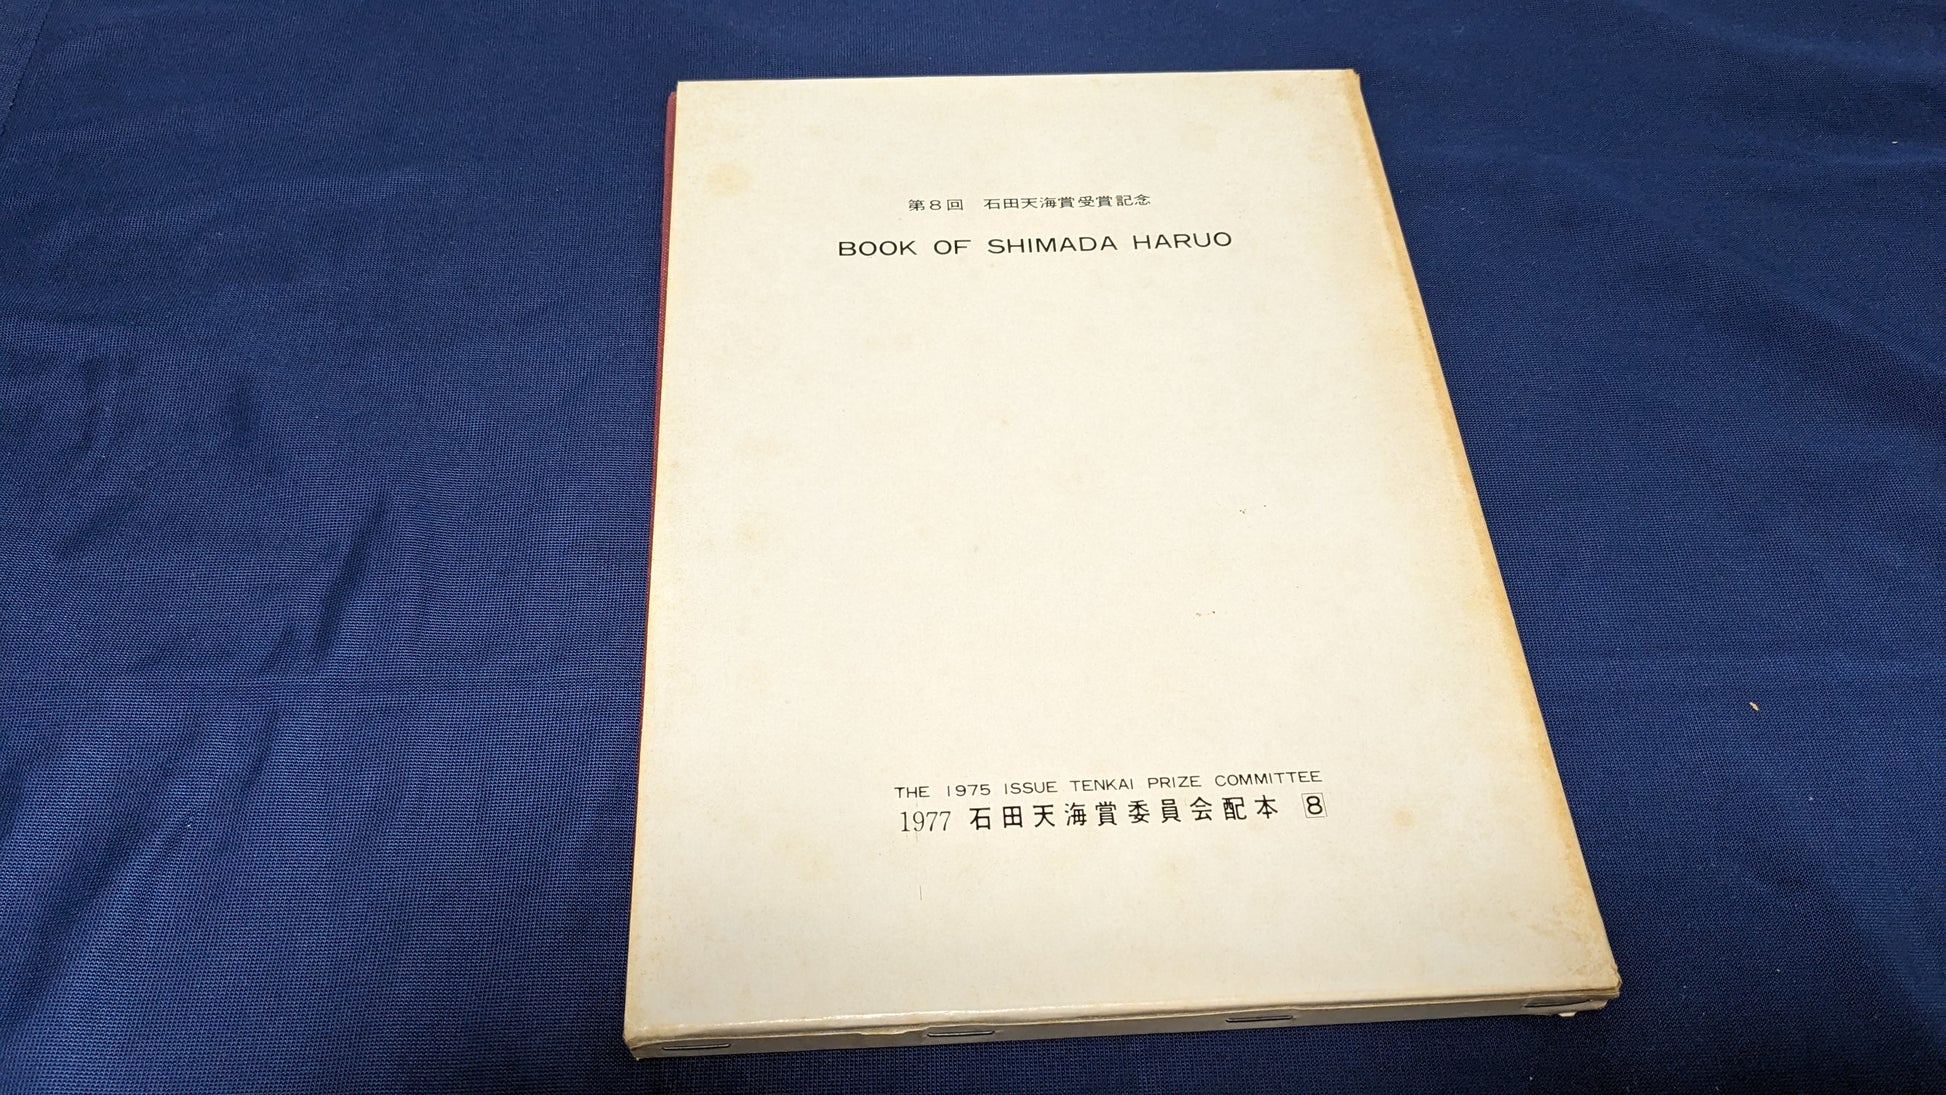 第8回 石田天海賞受賞記念
BOOK OF SHIMADA HARUO
THE 1975 ISSUE TENKAI PRIZE COMMITTEE
1977 石田天海賞委員会配本 8